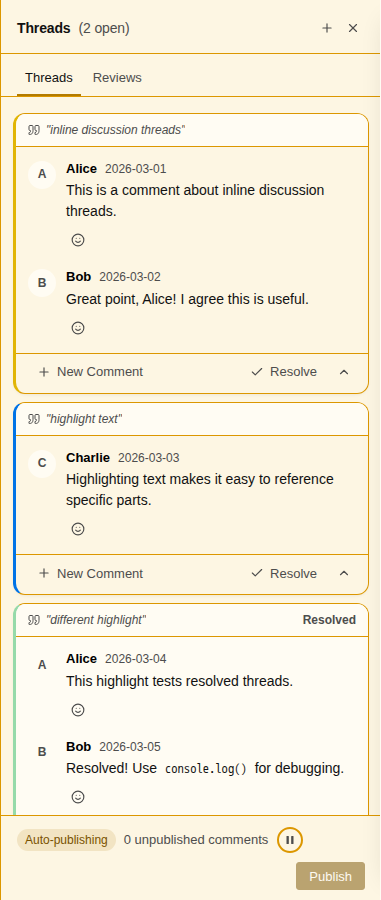 Threads (2 open)
Threads Reviews
"inline discussion threads"
A Alice 2026-03-01
This is a comment about inline discussion
threads.
B Bob 2026-03-02
Great point, Alice! I agree this is useful.
New Comment Resolve
"highlight text"
C Charlie 2026-03-03
Highlighting text makes it easy to reference
specific parts.
New Comment Resolve
"different highlight" Resolved
A Alice 2026-03-04
This highlight tests resolved threads.
B Bob 2026-03-05
Resolved! Use console.log() for debugging.
Auto-publishing 0 unpublished comments
Publish